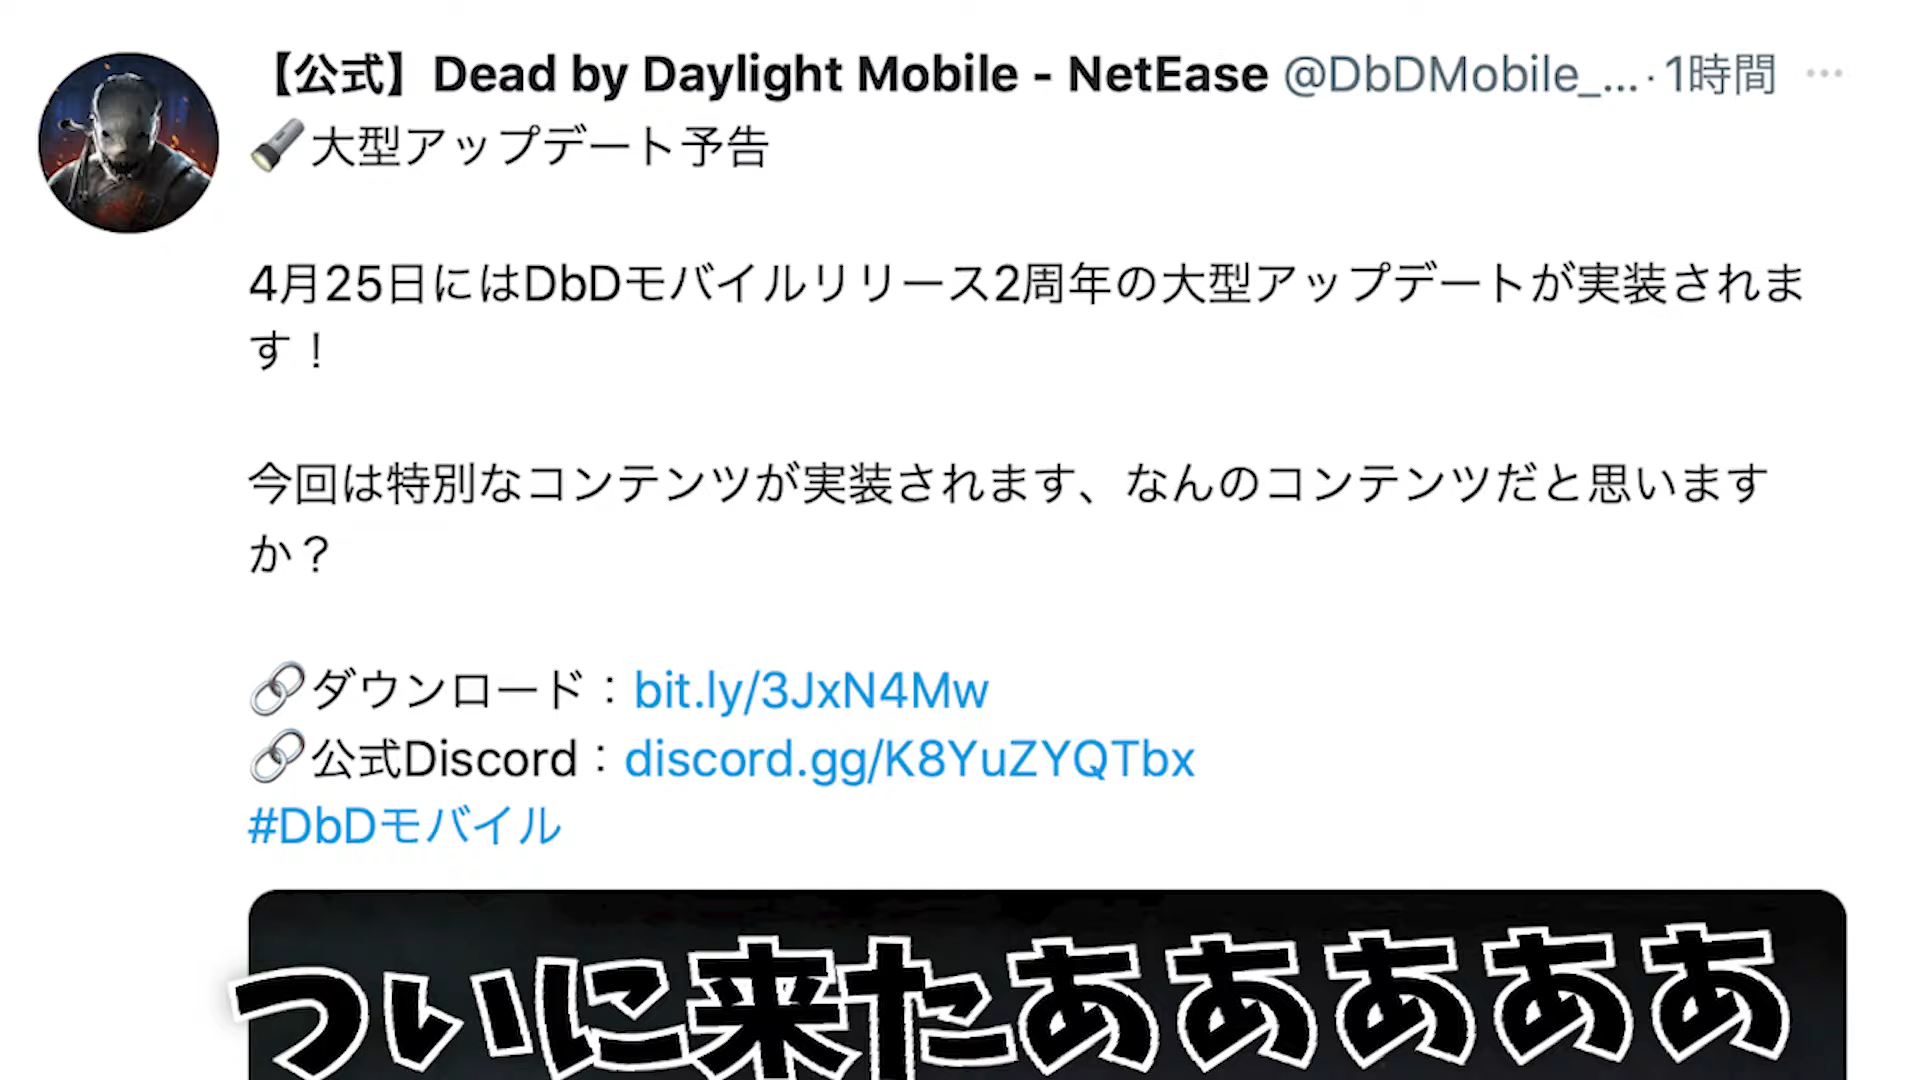 【公式】Dead by Daylight Mobile - NetEase @DbDMobile_... · 1時間
🔦大型アップデート予告
4月25日にはDbDモバイルリリース2周年の大型アップデートが実装されま
す！
今回は特別なコンテンツが実装されます、なんのコンテンツだと思います
か？
🔗ダウンロード：bit.ly/3JxN4Mw
🔗公式Discord：discord.gg/K8YuZYQTbx
#DbDモバイル
ついに来たあああああ